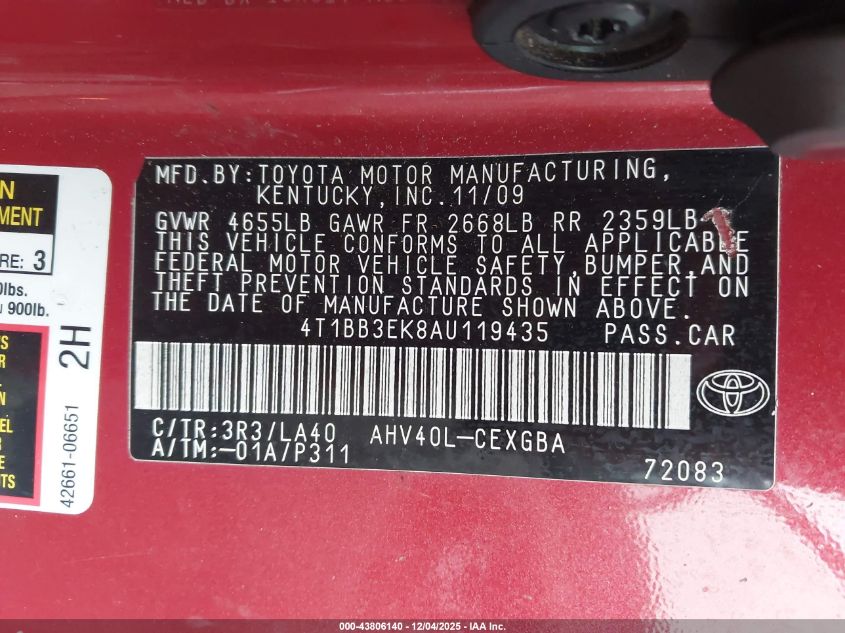 MFD.BY:TOYOTA MOTOR MANUFACTURING,
KENTUCKY,INC.11/09
GVWR 4655LB GAWR FR 2668LB RR 2359LB
THIS VEHICLE CONFORMS TO ALL APPLICABLE
FEDERAL MOTOR VEHICLE SAFETY,BUMPER,AND
THEFT PREVENTION STANDARDS IN EFFECT ON
THE DATE OF MANUFACTURE SHOWN ABOVE.
4T1BB3EK8AU119435 PASS.CAR
C/TR:3R3/LA40 AHV40L-CEXGBA
A/TM:-01A/P311
72083
MENT
RE: 3
lbs.
900lb.
2H
42661-06651
000-43806140 - 12/04/2025 - IAA Inc.